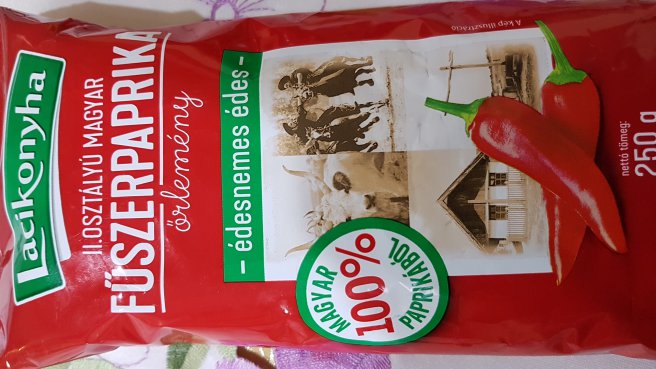 Lacikonyha
II.OSZTÁLYÚ MAGYAR
FŰSZERPAPRIKA
őrlemény
– édesnemes édes –
MAGYAR
100%
PAPRIKÁBÓL
A kép illusztráció
nettó tömeg:
250 g